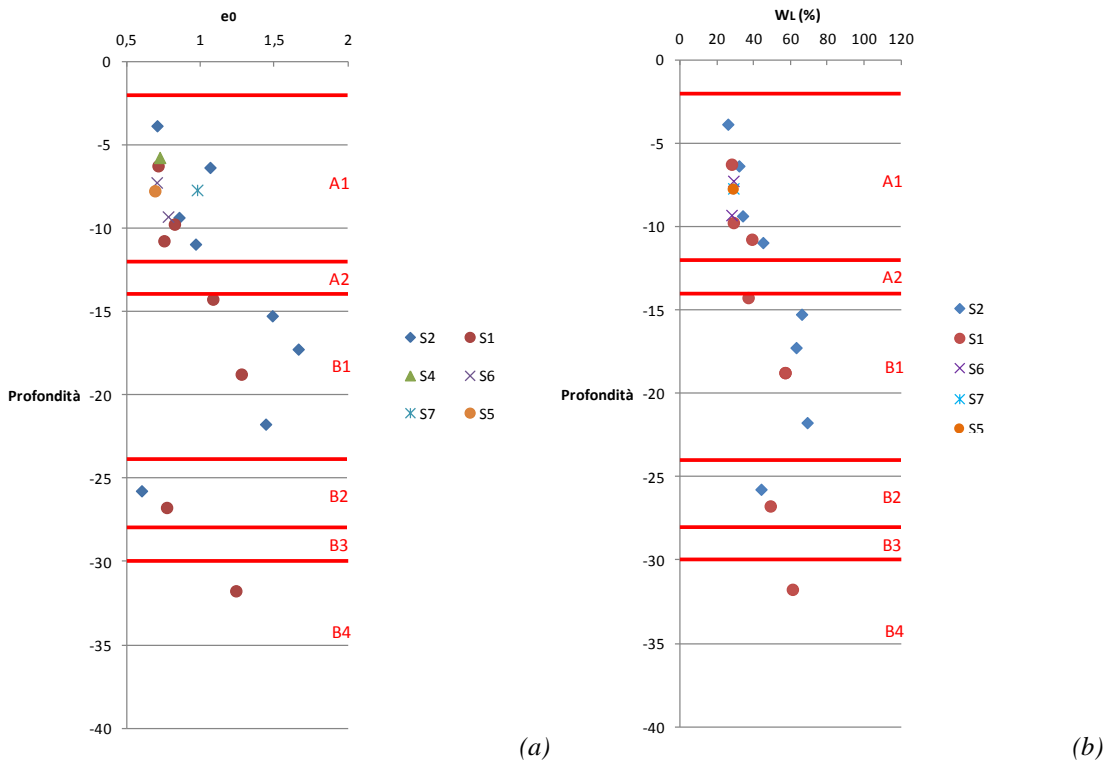 e0
0,5 1 1,5 2
0
-5
-10
-15
-20
-25
-30
-35
-40
Profondità
A1
A2
B1
B2
B3
B4
S2 S1
S4 S6
S7 S5
(a)
WL (%)
0 20 40 60 80 100 120
0
-5
-10
-15
-20
-25
-30
-35
-40
Profondità
A1
A2
B1
B2
B3
B4
S2
S1
S6
S7
S5
(b)